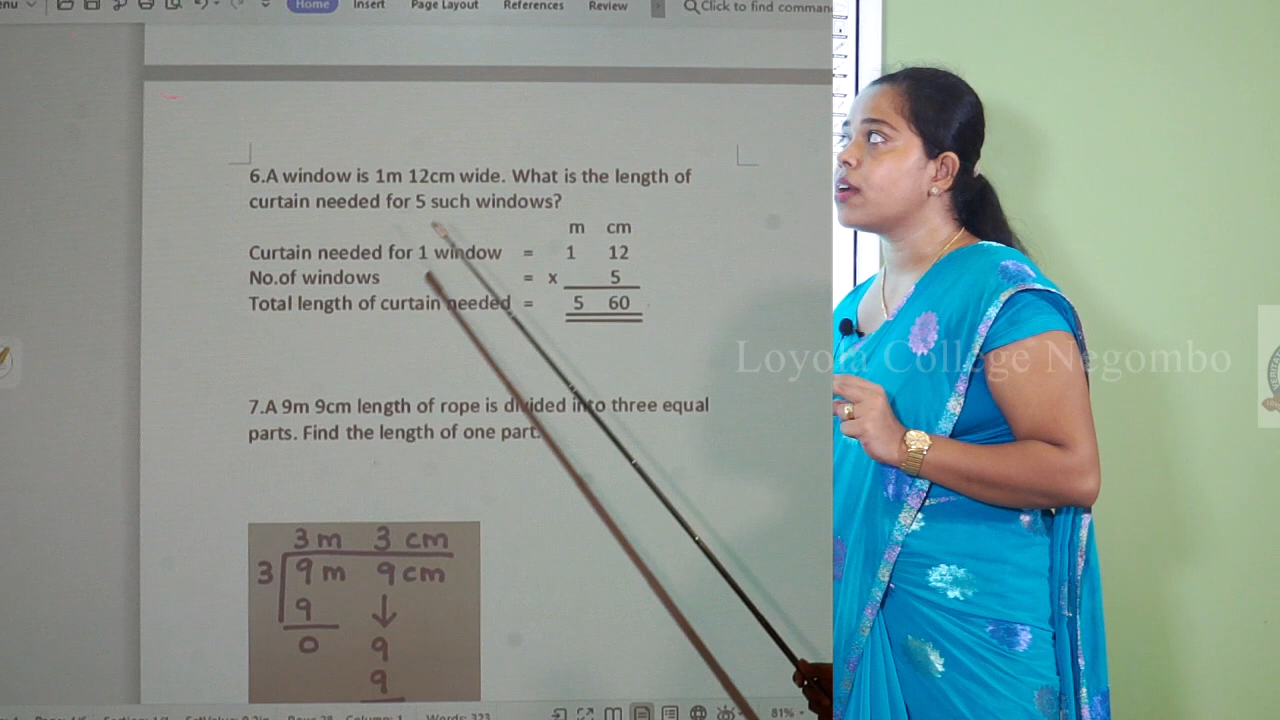 Home Insert Page Layout References Review Click to find comman
6.A window is 1m 12cm wide. What is the length of
curtain needed for 5 such windows?
m cm
Curtain needed for 1 window = 1 12
No.of windows = x 5
Total length of curtain needed = 5 60
Loyola College Negombo
7.A 9m 9cm length of rope is divided into three equal
parts. Find the length of one part.
3 m 3 cm
3 9 m 9 cm
9 ↓
0 9
9
Words: 323 81%